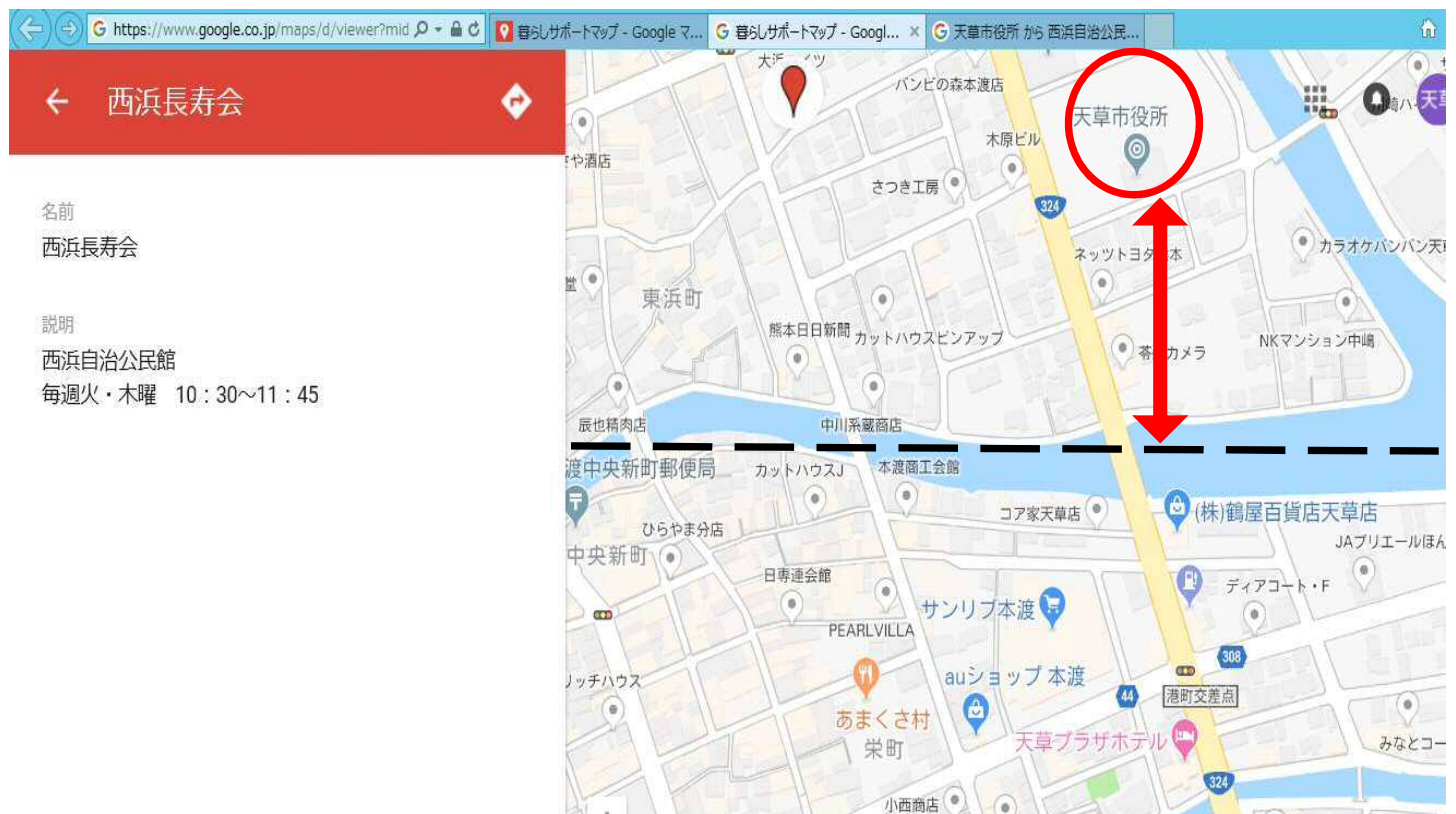 https://www.google.co.jp/maps/d/viewer?mid
暮らしサポートマップ - Google マ...
暮らしサポートマップ - Googl...
天草市役所 から 西浜自治公民...
西浜長寿会
名前
西浜長寿会
説明
西浜自治公民館
毎週火・木曜 10：30～11：45
バンビの森本渡店
天草市役所
木原ビル
や酒店
さつき工房
324
カラオケバンバン天
東浜町
熊本日日新聞
カットハウスピンアップ
カメラ
NKマンション中嶋
辰也精肉店
中川糸蔵商店
渡中央新町郵便局
カットハウスJ
本渡商工会館
コア家天草店
(株)鶴屋百貨店天草店
ひらやま分店
JAプリエールほん
中央新町
日専連会館
ディアコート・F
サンリブ本渡
PEARLVILLA
308
リッチハウス
auショップ 本渡
44
港町交差点
あまくさ村
栄町
天草プラザホテル
みなとコー
324
小西商店